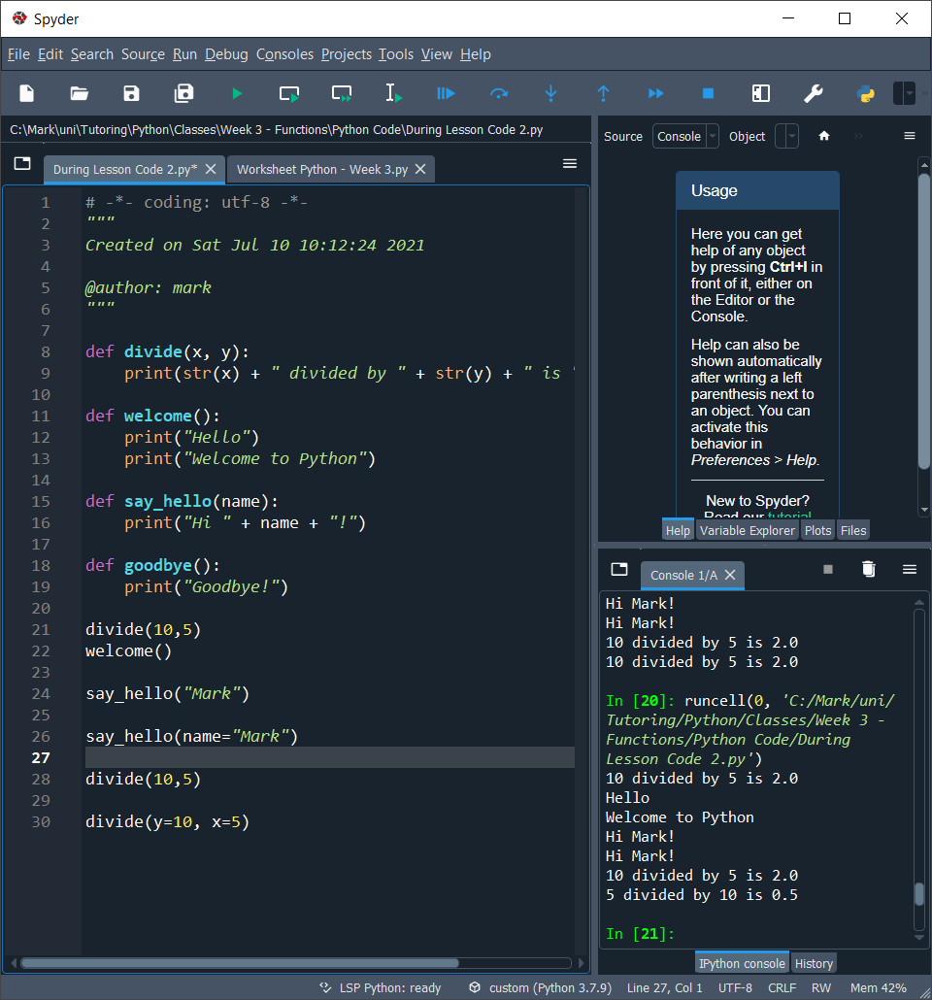 Spyder
File Edit Search Source Run Debug Consoles Projects Tools View Help
C:\Mark\uni\Tutoring\Python\Classes\Week 3 - Functions\Python Code\During Lesson Code 2.py
During Lesson Code 2.py*
Worksheet Python - Week 3.py
1 # -*- coding: utf-8 -*-
2 """
3 Created on Sat Jul 10 10:12:24 2021
4
5 @author: mark
6 """
7
8 def divide(x, y):
9     print(str(x) + " divided by " + str(y) + " is "
10
11 def welcome():
12     print("Hello")
13     print("Welcome to Python")
14
15 def say_hello(name):
16     print("Hi " + name + "!")
17
18 def goodbye():
19     print("Goodbye!")
20
21 divide(10,5)
22 welcome()
23
24 say_hello("Mark")
25
26 say_hello(name="Mark")
27
28 divide(10,5)
29
30 divide(y=10, x=5)
Source Console Object
Usage
Here you can get
help of any object
by pressing Ctrl+I in
front of it, either on
the Editor or the
Console.
Help can also be
shown automatically
after writing a left
parenthesis next to
an object. You can
activate this
behavior in
Preferences > Help.
New to Spyder?
Read our tutorial
Help Variable Explorer Plots Files
Console 1/A
Hi Mark!
Hi Mark!
10 divided by 5 is 2.0
10 divided by 5 is 2.0
In [20]: runcell(0, 'C:/Mark/uni/
Tutoring/Python/Classes/Week 3 -
Functions/Python Code/During
Lesson Code 2.py')
10 divided by 5 is 2.0
Hello
Welcome to Python
Hi Mark!
Hi Mark!
10 divided by 5 is 2.0
5 divided by 10 is 0.5
In [21]:
IPython console History
LSP Python: ready custom (Python 3.7.9) Line 27, Col 1 UTF-8 CRLF RW Mem 42%